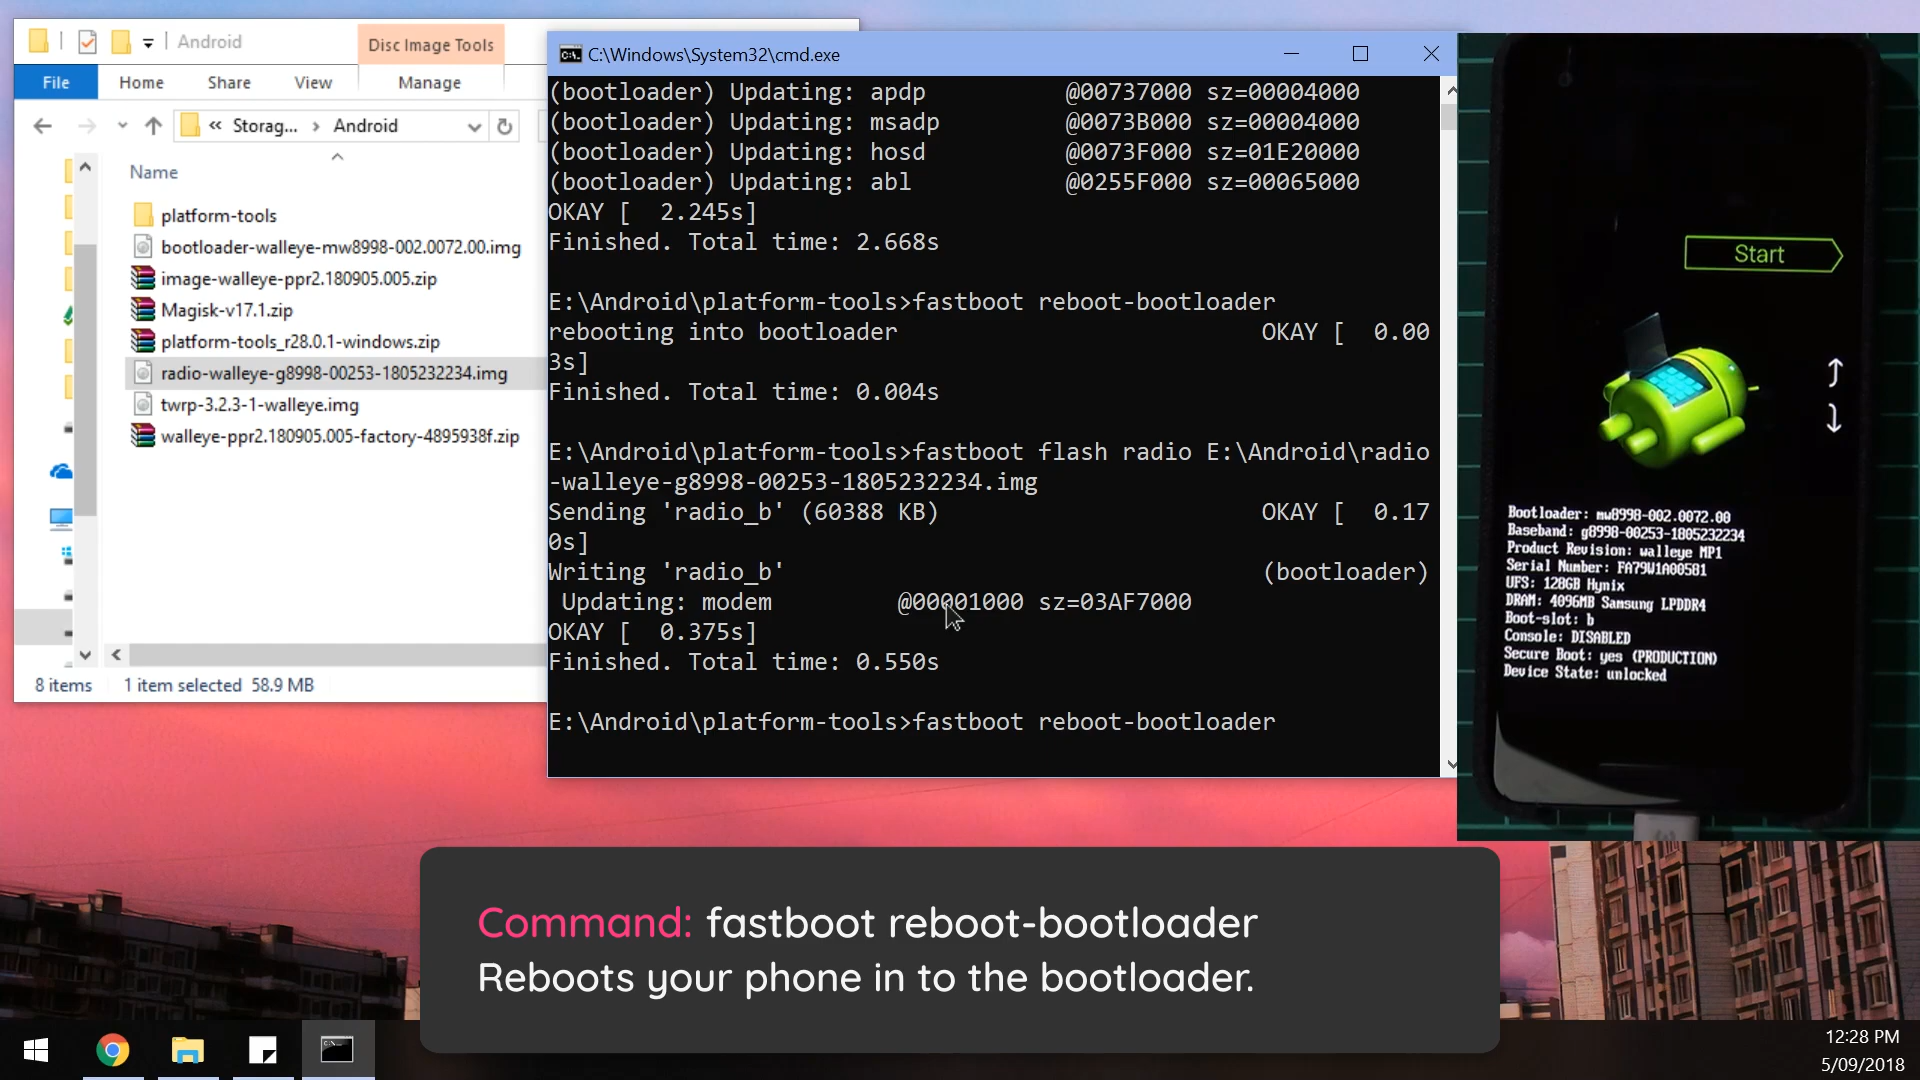 Android
Disc Image Tools
File
Home
Share
View
Manage
« Storag... › Android
Name
platform-tools
bootloader-walleye-mw8998-002.0072.00.img
image-walleye-ppr2.180905.005.zip
Magisk-v17.1.zip
platform-tools_r28.0.1-windows.zip
radio-walleye-g8998-00253-1805232234.img
twrp-3.2.3-1-walleye.img
walleye-ppr2.180905.005-factory-4895938f.zip
8 items
1 item selected 58.9 MB
C:\Windows\System32\cmd.exe
(bootloader) Updating: apdp @00737000 sz=00004000
(bootloader) Updating: msadp @0073B000 sz=00004000
(bootloader) Updating: hosd @0073F000 sz=01E20000
(bootloader) Updating: abl @0255F000 sz=00065000
OKAY [ 2.245s]
Finished. Total time: 2.668s
E:\Android\platform-tools>fastboot reboot-bootloader
rebooting into bootloader OKAY [ 0.00
3s]
Finished. Total time: 0.004s
E:\Android\platform-tools>fastboot flash radio E:\Android\radio
-walleye-g8998-00253-1805232234.img
Sending 'radio_b' (60388 KB) OKAY [ 0.17
0s]
Writing 'radio_b' (bootloader)
Updating: modem @00001000 sz=03AF7000
OKAY [ 0.375s]
Finished. Total time: 0.550s
E:\Android\platform-tools>fastboot reboot-bootloader
Start
Bootloader: mw8998-002.0072.00
Baseband: g8998-00253-1805232234
Product Revision: walleye MP1
Serial Number: FA79W1A00581
UFS: 128GB Hynix
DRAM: 4096MB Samsung LPDDR4
Boot-slot: b
Console: DISABLED
Secure Boot: yes (PRODUCTION)
Device State: unlocked
Command: fastboot reboot-bootloader
Reboots your phone in to the bootloader.
12:28 PM
5/09/2018